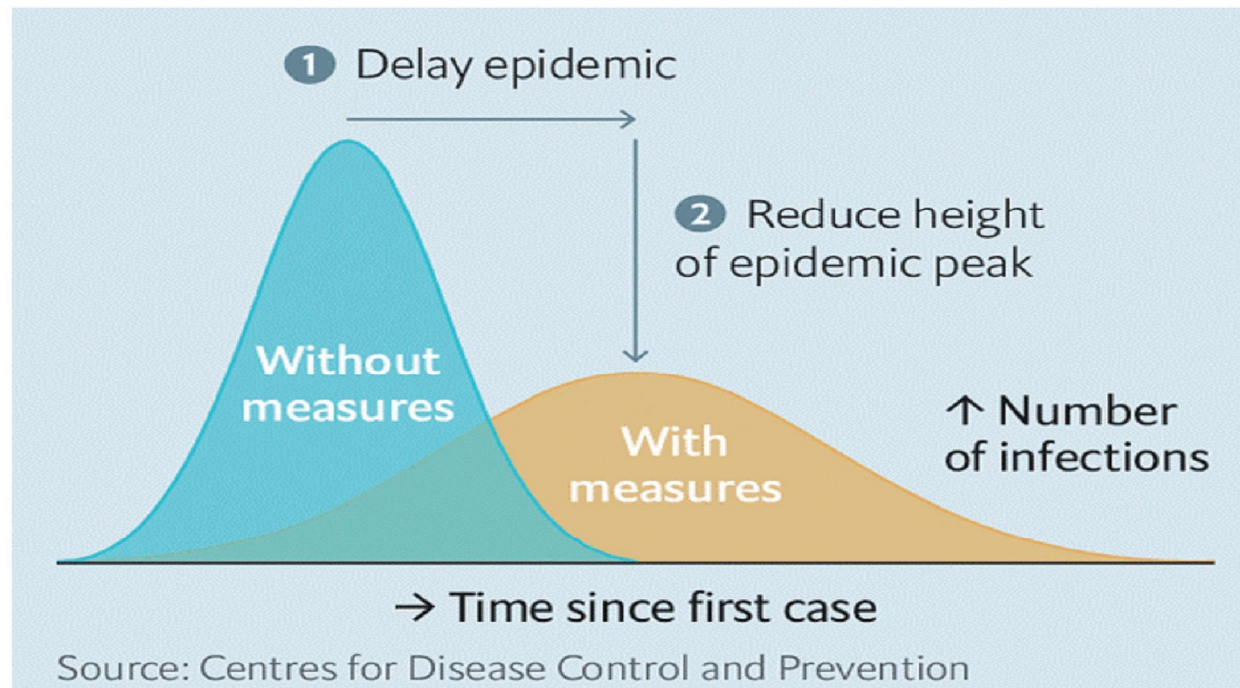 1 Delay epidemic
2 Reduce height
of epidemic peak
Without
measures
With
measures
↑ Number
of infections
→ Time since first case
Source: Centres for Disease Control and Prevention